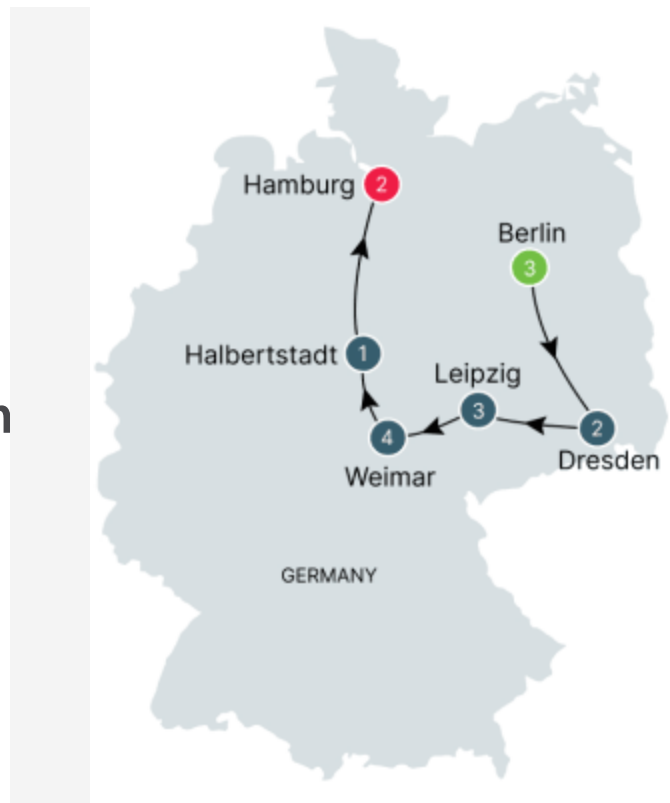 Hamburg 2
Berlin
3
Halbertstadt 1
Leipzig
3
4
2
Dresden
Weimar
n
GERMANY